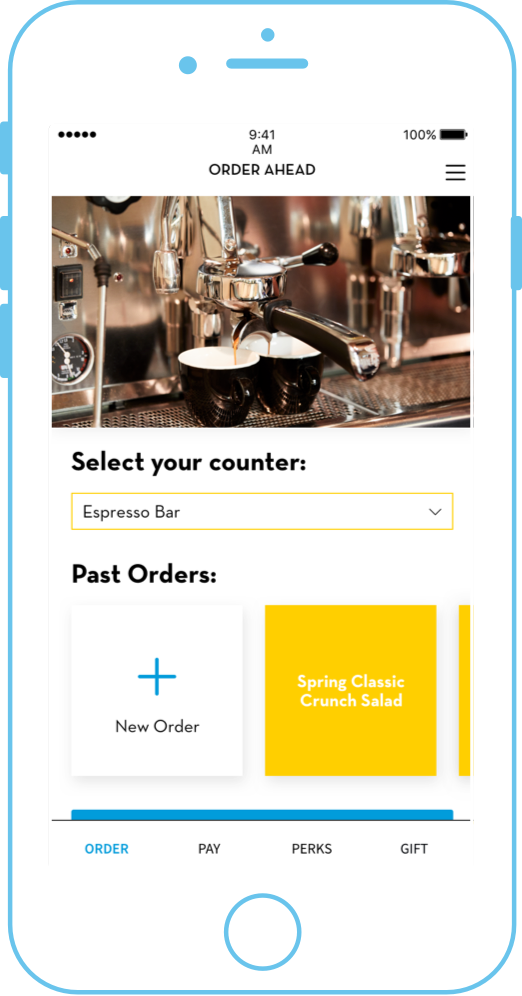 9:41
AM
100%
ORDER AHEAD
Select your counter:
Espresso Bar
Past Orders:
New Order
Spring Classic
Crunch Salad
ORDER
PAY
PERKS
GIFT